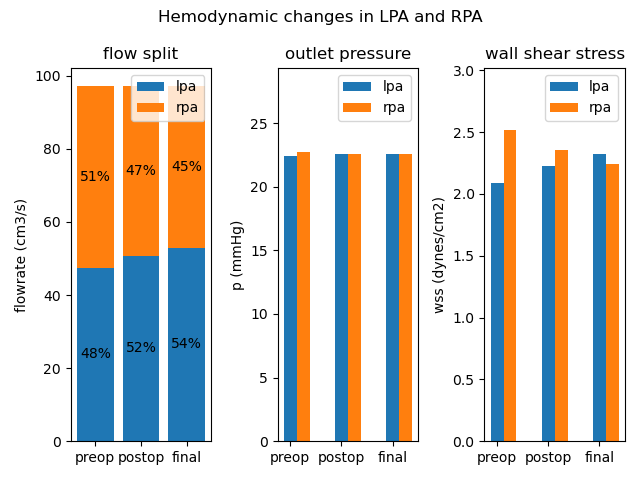 Hemodynamic changes in LPA and RPA
flow split
flowrate (cm3/s)
100
80
60
40
20
0
lpa
rpa
51%
47%
45%
48%
52%
54%
preop
postop
final
outlet pressure
p (mmHg)
25
20
15
10
5
0
lpa
rpa
preop
postop
final
wall shear stress
wss (dynes/cm2)
3.0
2.5
2.0
1.5
1.0
0.5
0.0
lpa
rpa
preop
postop
final